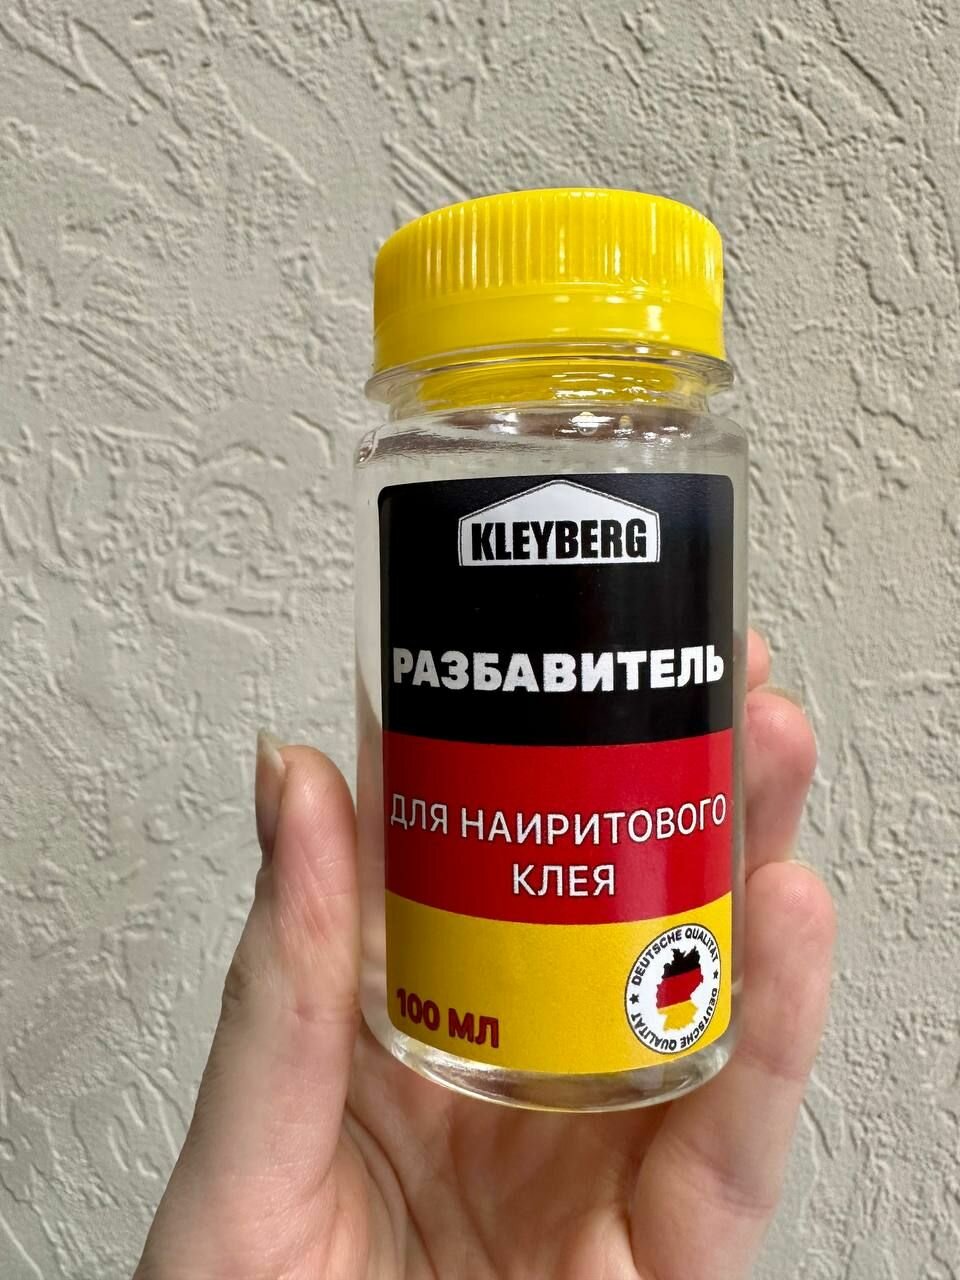 KLEYBERG
РАЗБАВИТЕЛЬ
ДЛЯ НАИРИТОВОГО
КЛЕЯ
100 МЛ
DEUTSCHE QUALITÄT ★ DEUTSCHE QUALITÄT ★